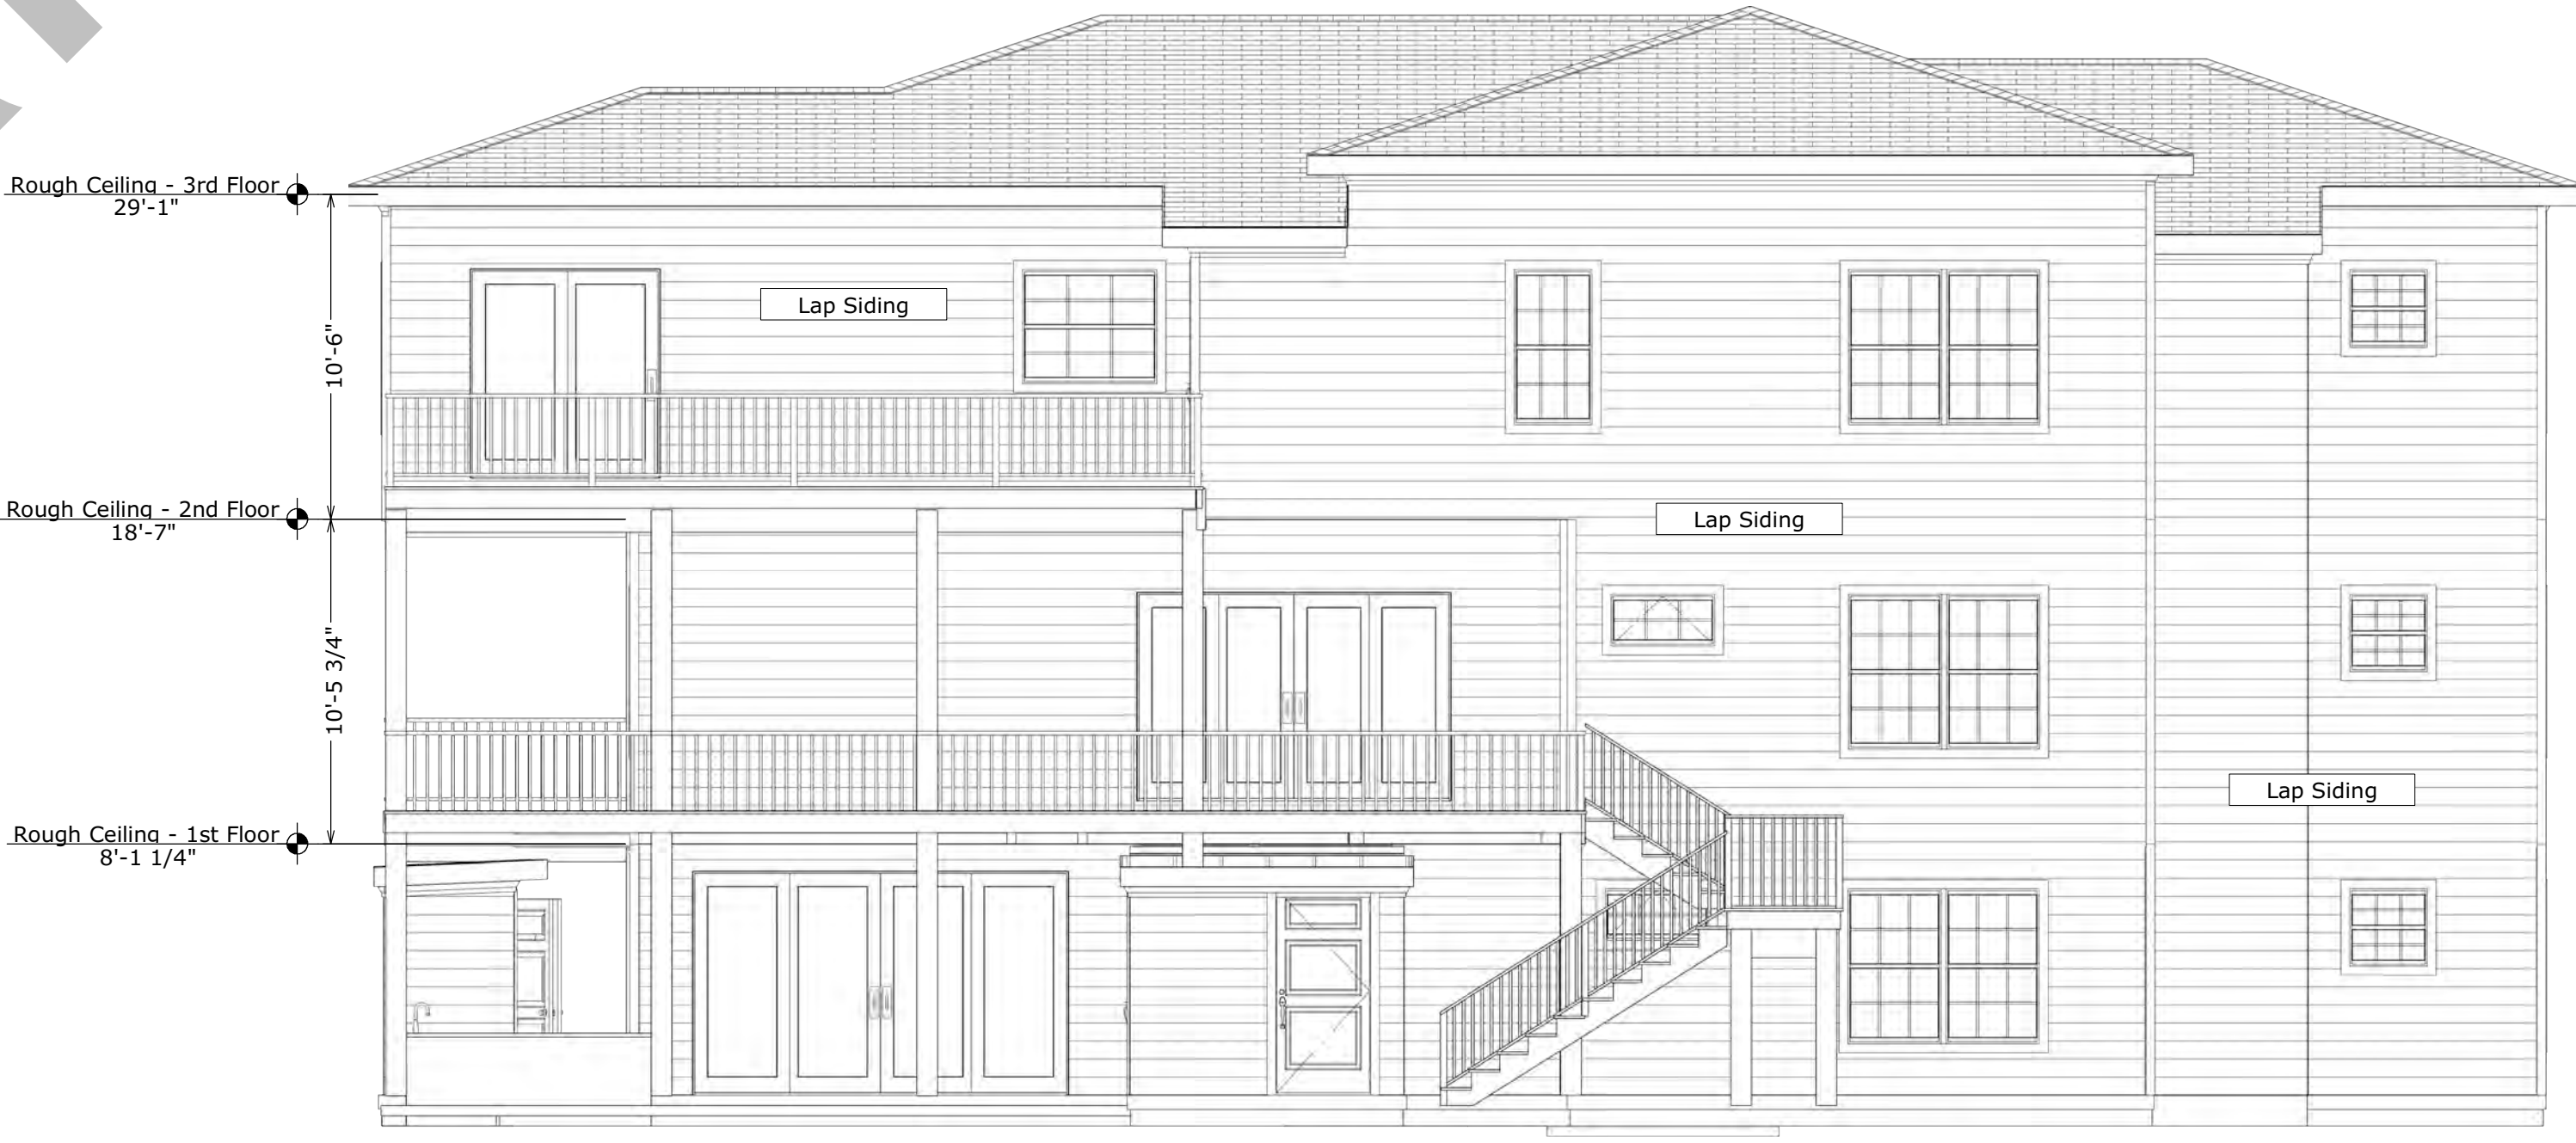 Rough Ceiling - 3rd Floor
29'-1"
Lap Siding
10'-6"
Rough Ceiling - 2nd Floor
18'-7"
Lap Siding
10'-5 3/4"
Lap Siding
Rough Ceiling - 1st Floor
8'-1 1/4"